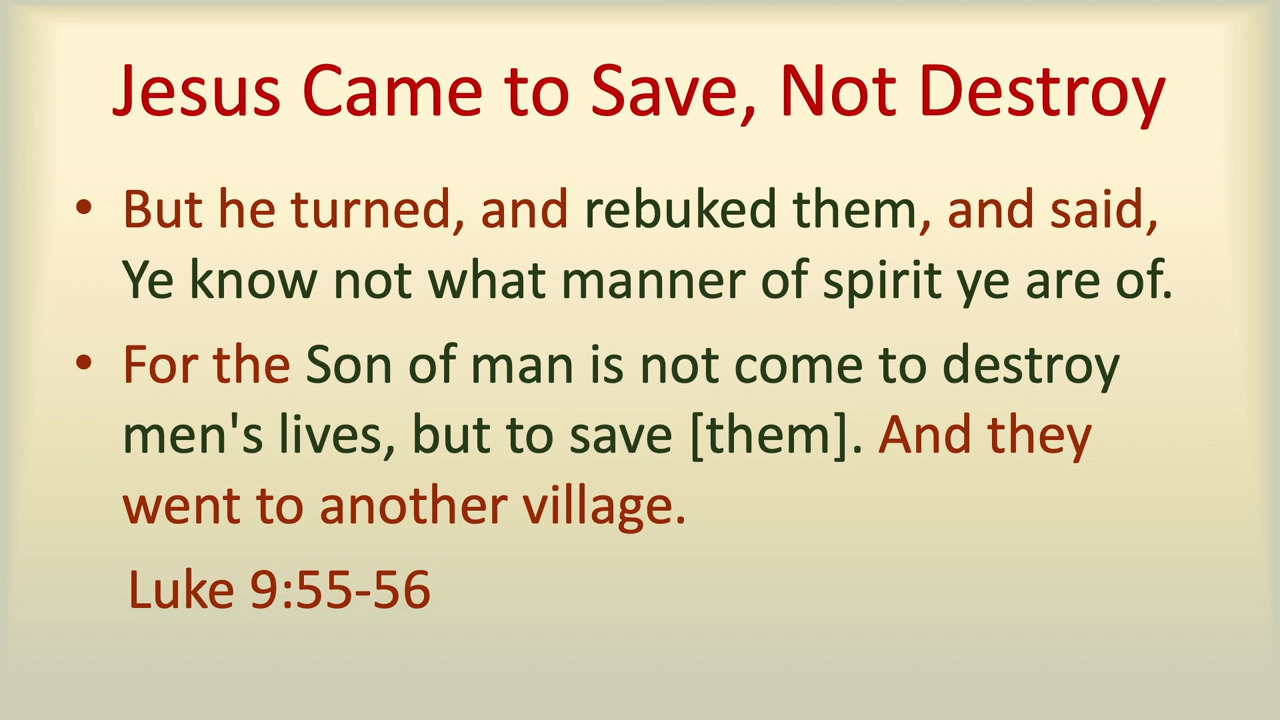 Jesus Came to Save, Not Destroy
• But he turned, and rebuked them, and said,
Ye know not what manner of spirit ye are of.
• For the Son of man is not come to destroy
men's lives, but to save [them]. And they
went to another village.
Luke 9:55-56